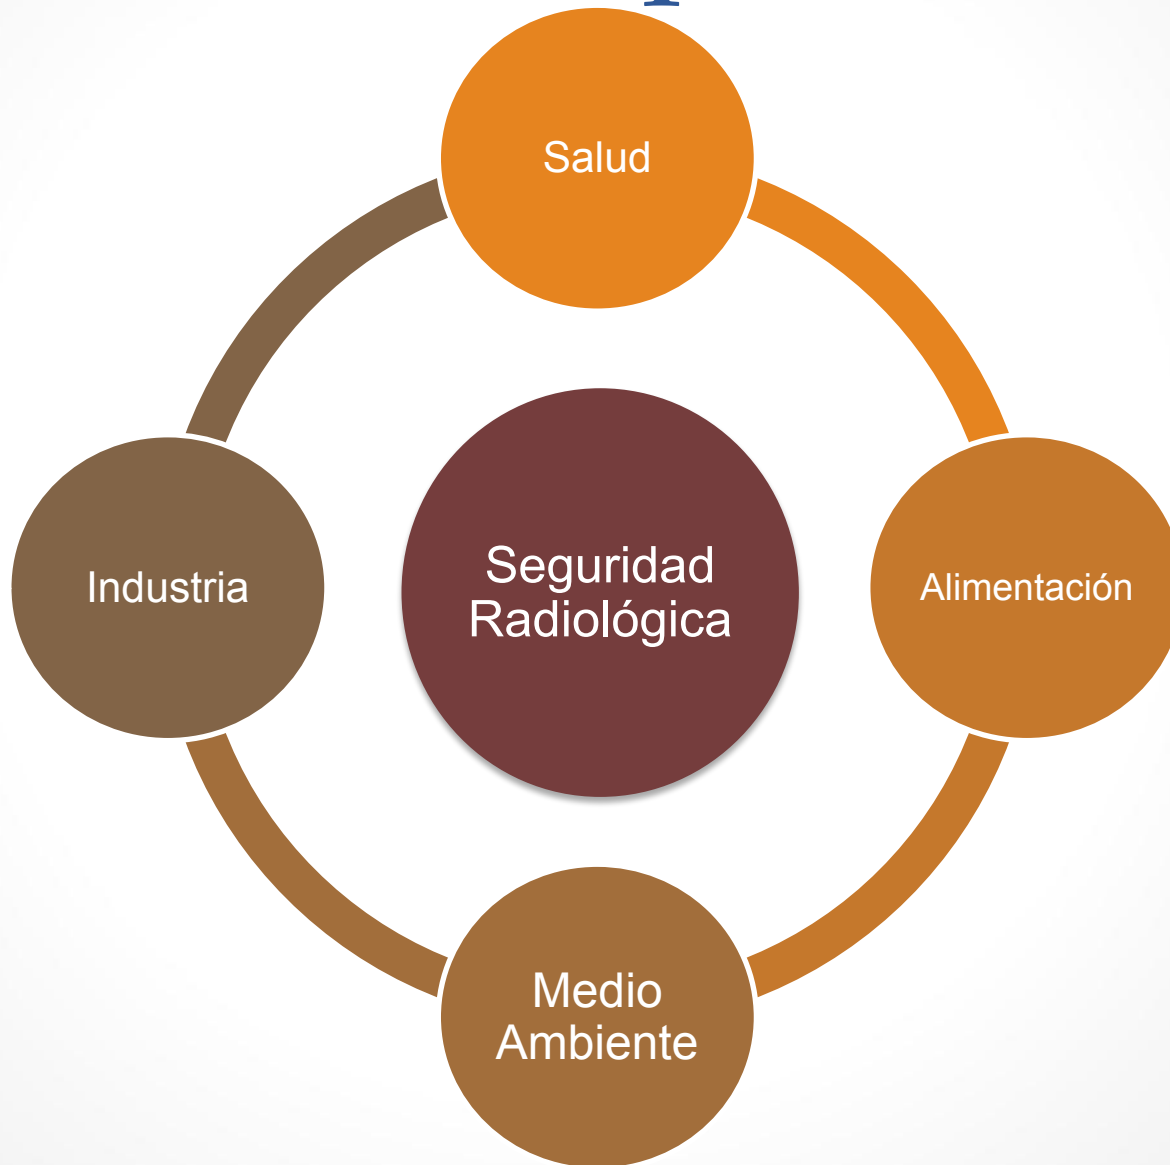 Salud
Seguridad
Radiológica
Industria
Alimentación
Medio
Ambiente